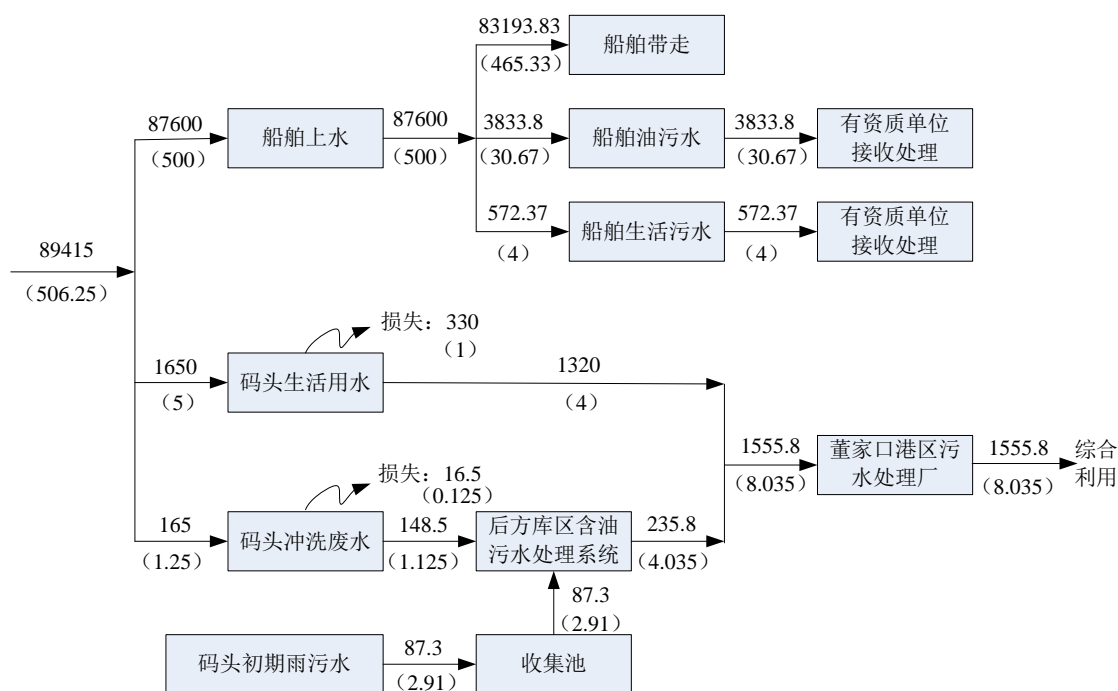 83193.83
（465.33）
船舶带走
87600
（500）
船舶上水
87600
（500）
3833.8
（30.67）
船舶油污水
3833.8
（30.67）
有资质单位
接收处理
572.37
（4）
船舶生活污水
572.37
（4）
有资质单位
接收处理
89415
（506.25）
损失：330
（1）
1650
（5）
码头生活用水
1320
（4）
损失：16.5
（0.125）
165
（1.25）
码头冲洗废水
148.5
（1.125）
后方库区含油
污水处理系统
235.8
（4.035）
1555.8
（8.035）
董家口港区污
水处理厂
1555.8
（8.035）
综合
利用
87.3
（2.91）
码头初期雨污水
87.3
（2.91）
收集池